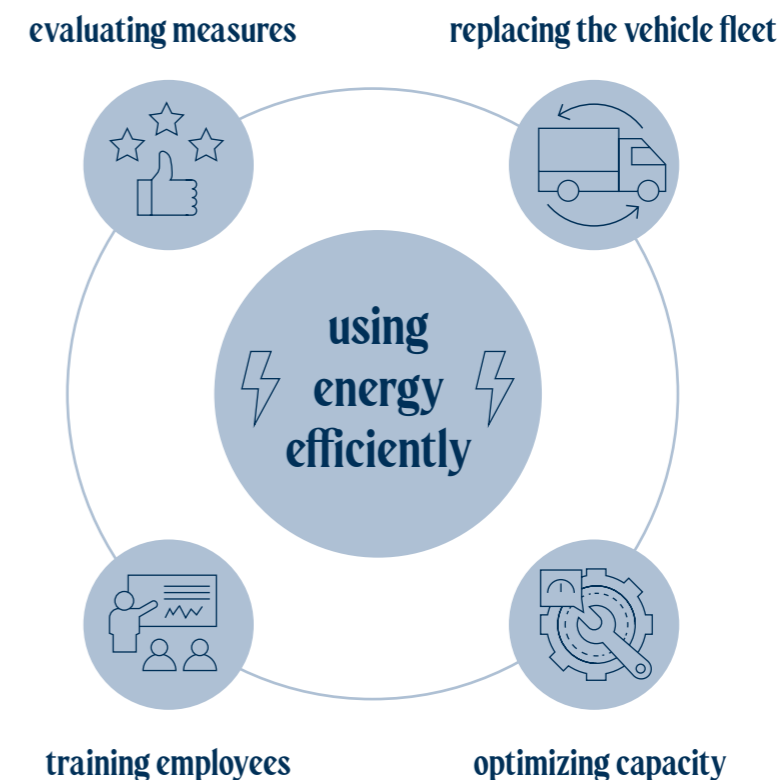 evaluating measures
replacing the vehicle fleet
using
energy
efficiently
training employees
optimizing capacity